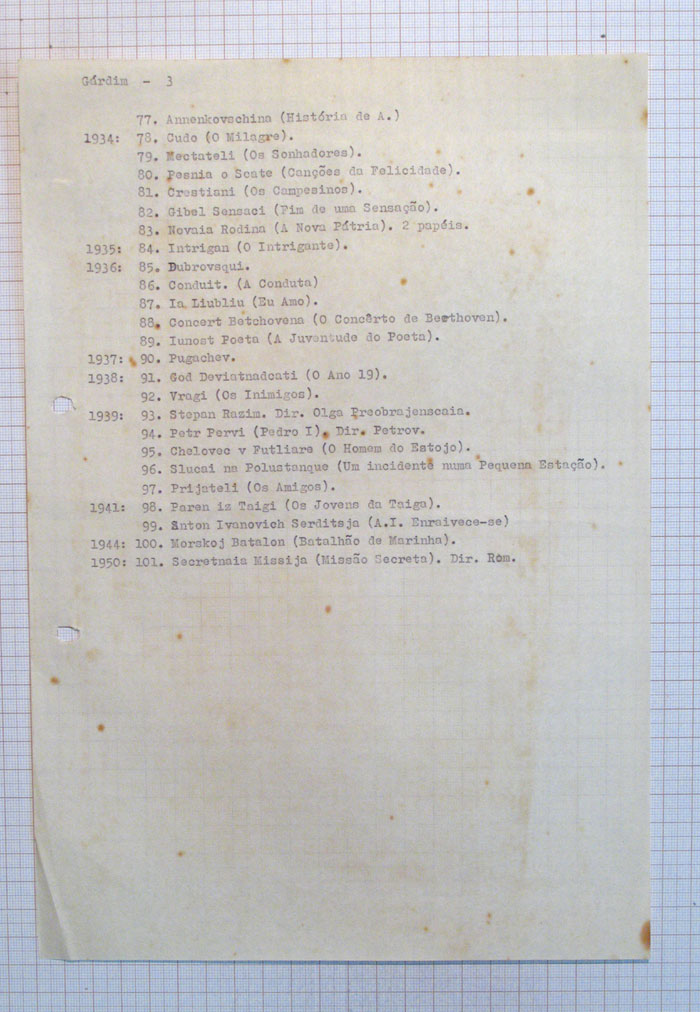 Gárdim - 3
77. Annenkovschina (História de A.)
1934: 78. Cudo (O Milagre).
79. Mectateli (Os Sonhadores).
80. Pesnia o Scate (Canções da Felicidade).
81. Crestiani (Os Campesinos).
82. Gibel Sensaci (Fim de uma Sensação).
83. Novaia Rodina (A Nova Pátria). 2 papéis.
1935: 84. Intrigan (O Intrigante).
1936: 85. Dubrovsqui.
86. Conduit. (A Conduta)
87. Ia Liubliu (Eu Amo).
88. Concert Betchovena (O Concêrto de Beethoven).
89. Iunost Poeta (A Juventude do Poeta).
1937: 90. Pugachev.
1938: 91. God Deviatnadcati (O Ano 19).
92. Vragi (Os Inimigos).
1939: 93. Stepan Razim. Dir. Olga Preobrajenscaia.
94. Petr Pervi (Pedro I). Dir. Petrov.
95. Chelovec v Futliare (O Homem do Estojo).
96. Slucai na Polustanque (Um incidente numa Pequena Estação).
97. Prijateli (Os Amigos).
1941: 98. Paren iz Taigi (Os Jovens da Taiga).
99. Anton Ivanovich Serditsja (A.I. Enraivece-se)
1944: 100. Morskoj Batalon (Batalhão de Marinha).
1950: 101. Secretnaia Missija (Missão Secreta). Dir. Rom.